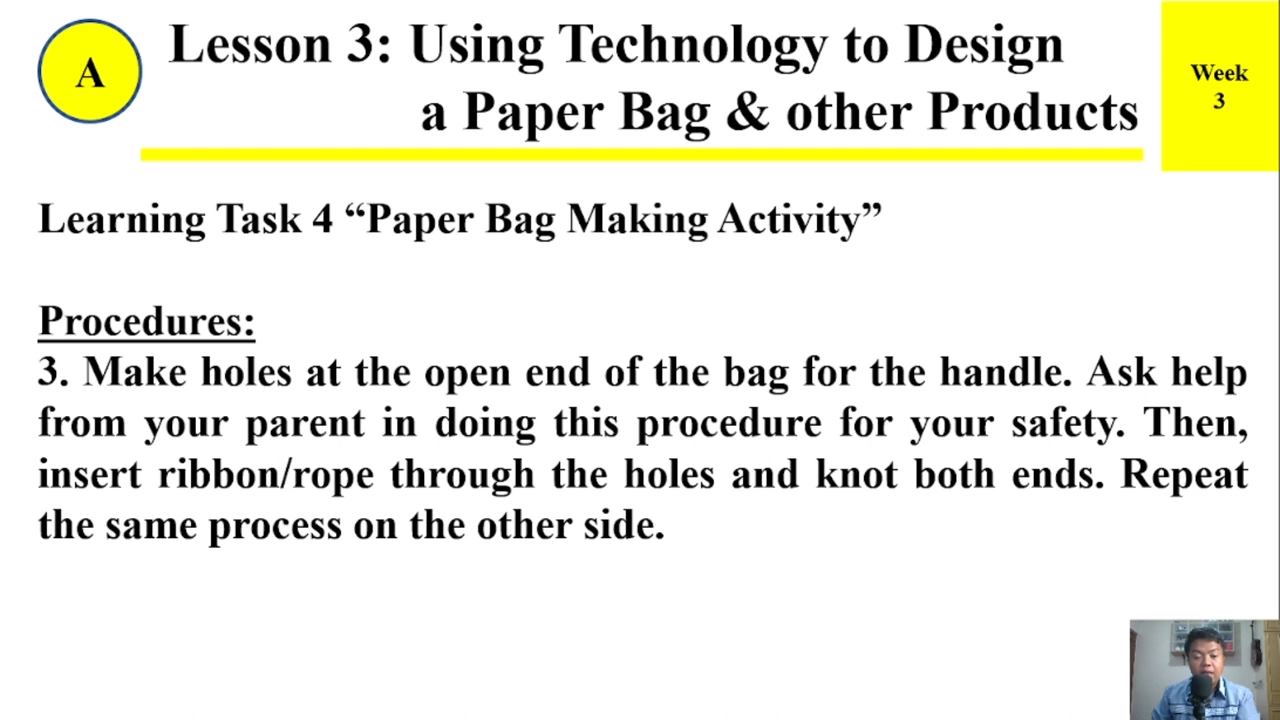 A
Lesson 3: Using Technology to Design
a Paper Bag & other Products
Week
3
Learning Task 4 “Paper Bag Making Activity”
Procedures:
3. Make holes at the open end of the bag for the handle. Ask help
from your parent in doing this procedure for your safety. Then,
insert ribbon/rope through the holes and knot both ends. Repeat
the same process on the other side.